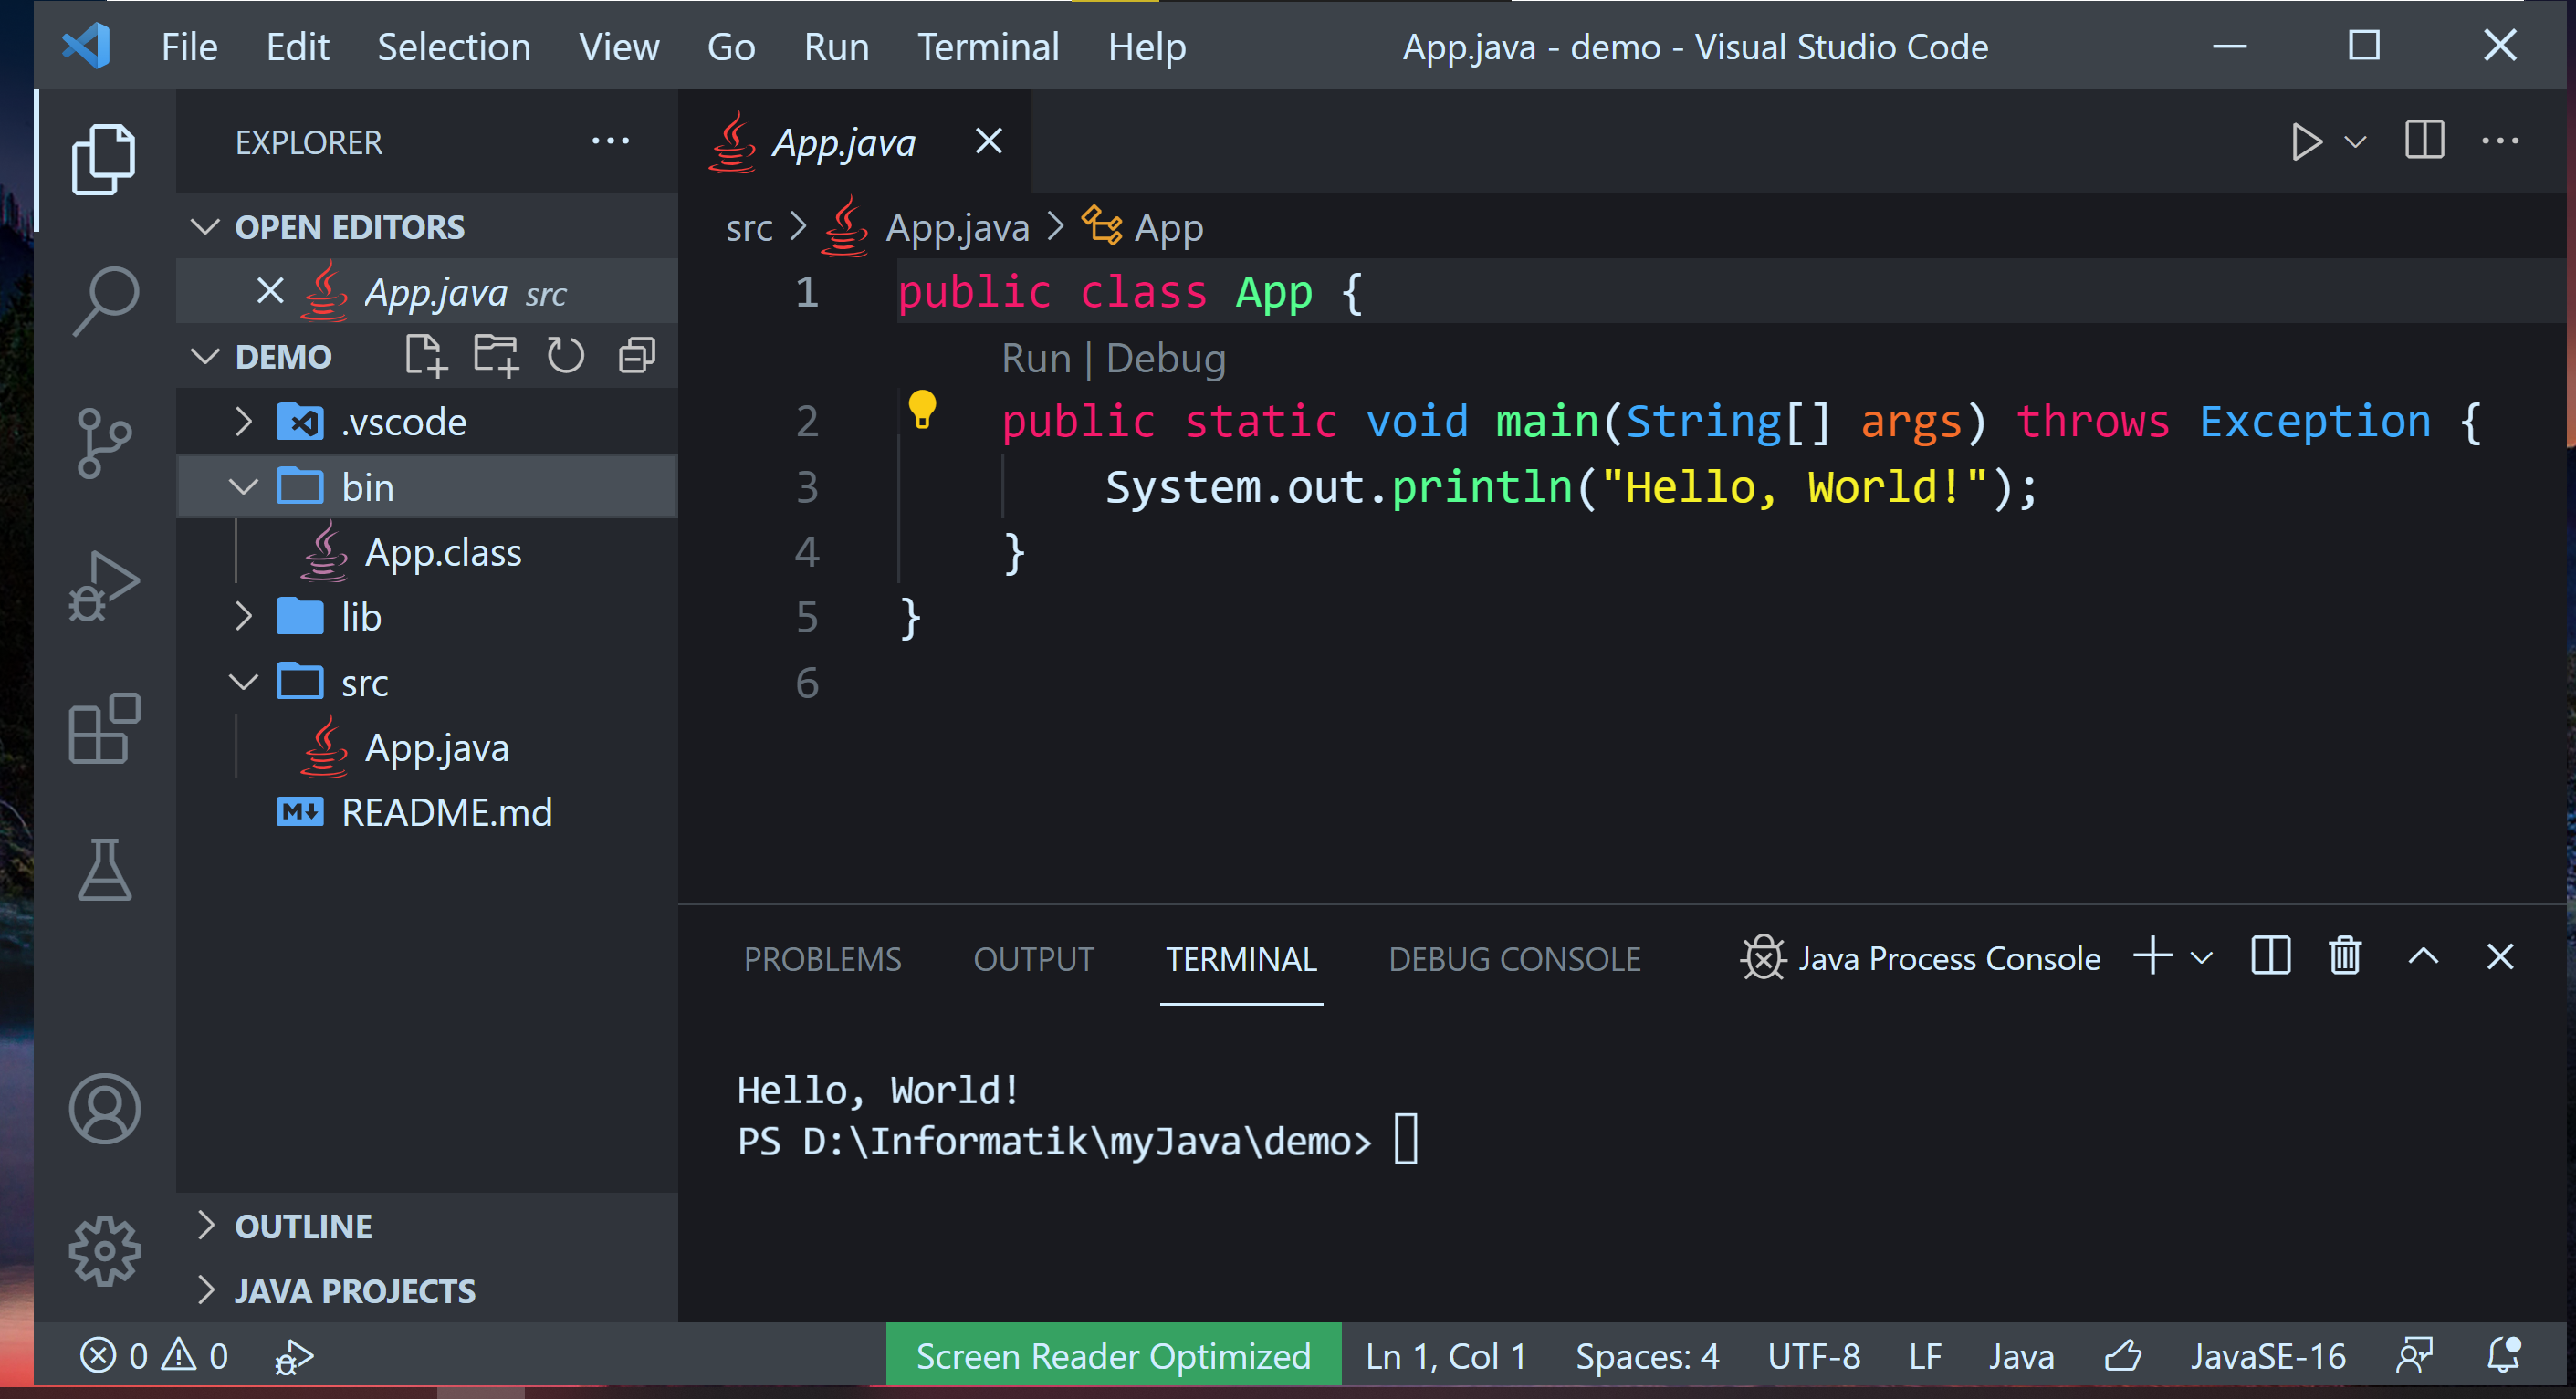 File Edit Selection View Go Run Terminal Help App.java - demo - Visual Studio Code
EXPLORER
OPEN EDITORS
App.java src
DEMO
.vscode
bin
App.class
lib
src
App.java
README.md
OUTLINE
JAVA PROJECTS
App.java
src > App.java > App
1 public class App {
Run | Debug
2 public static void main(String[] args) throws Exception {
3 System.out.println("Hello, World!");
4 }
5 }
6
PROBLEMS OUTPUT TERMINAL DEBUG CONSOLE Java Process Console
Hello, World!
PS D:\Informatik\myJava\demo>
0 0 Screen Reader Optimized Ln 1, Col 1 Spaces: 4 UTF-8 LF Java JavaSE-16